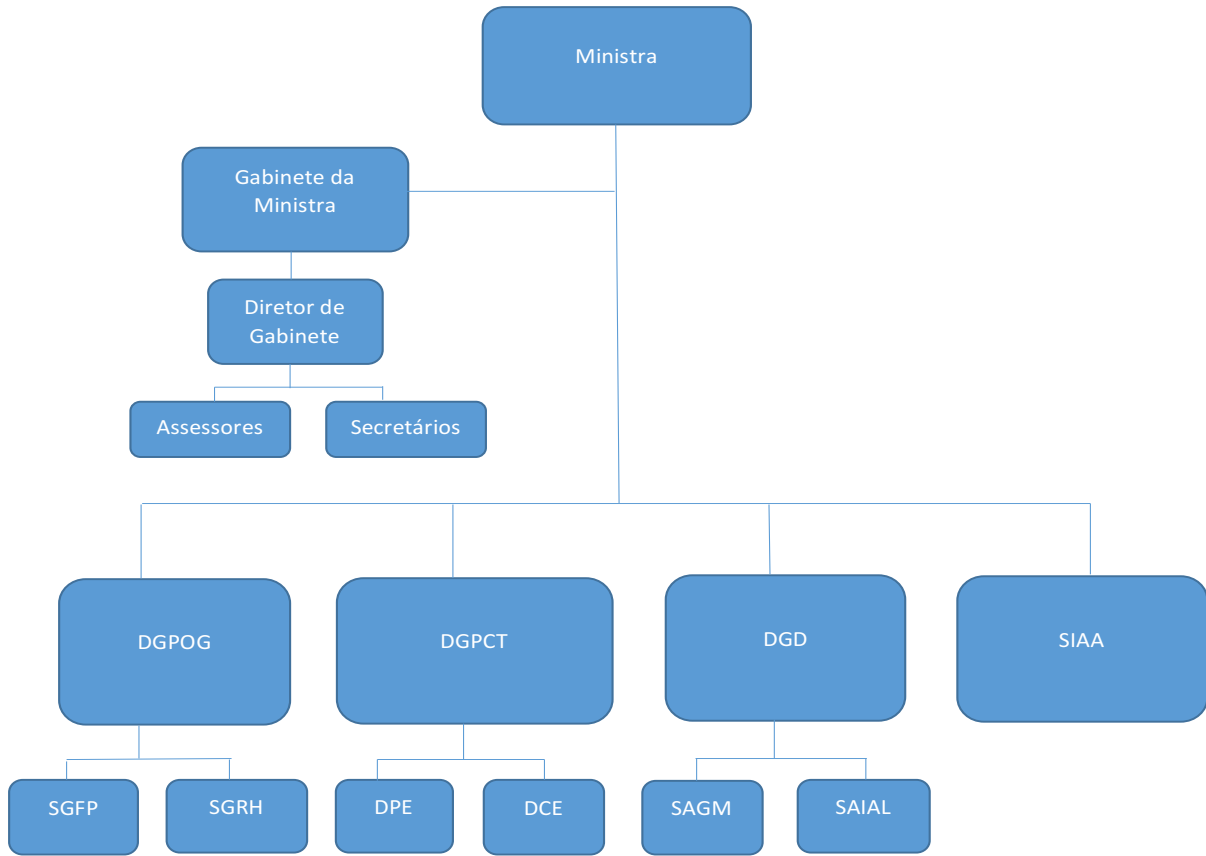 Ministra
Gabinete da
Ministra
Diretor de
Gabinete
Assessores
Secretários
DGPOG
DGPCT
DGD
SIAA
SGFP
SGRH
DPE
DCE
SAGM
SAIAL